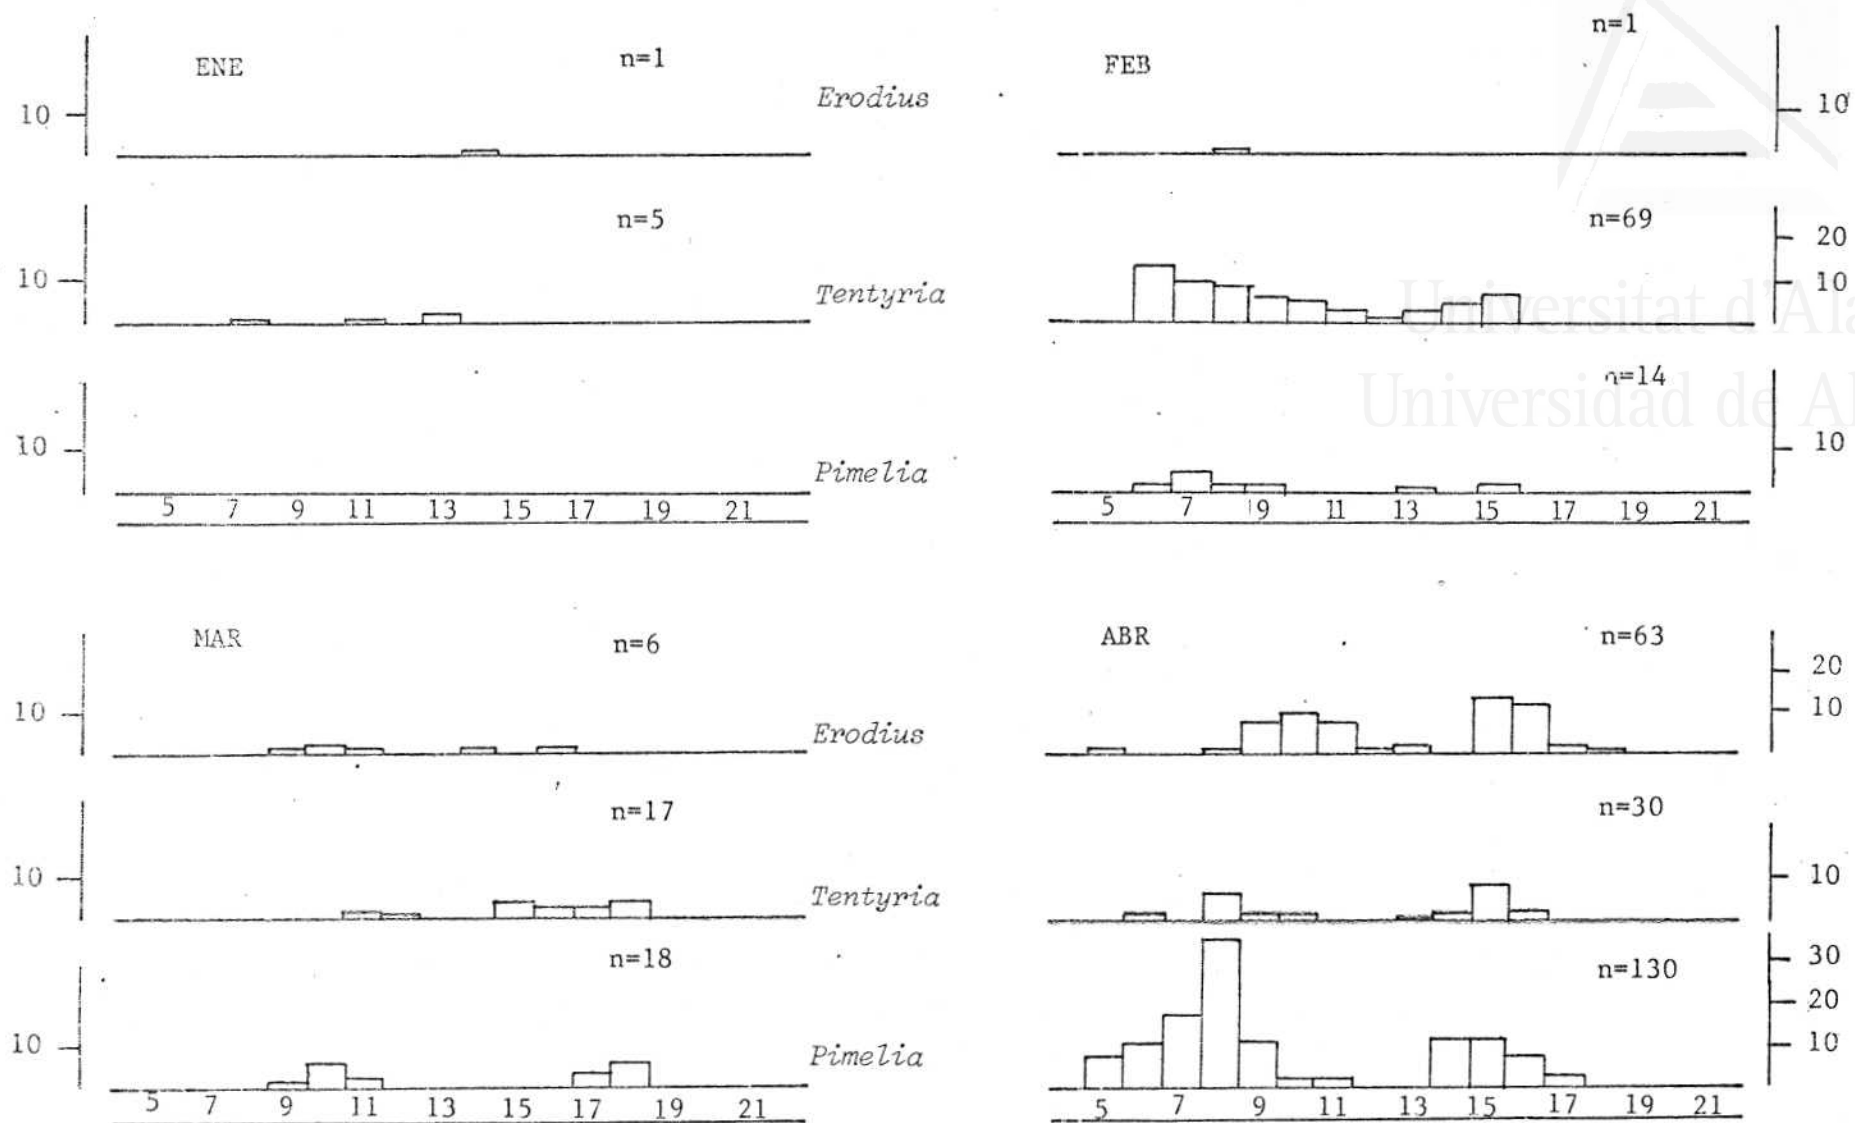 ENE
n=1
10
Erodius
n=5
10
Tentyria
10
Pimelia
5 7 9 11 13 15 17 19 21
FEB
n=1
10
n=69
20
10
n=14
10
5 7 9 11 13 15 17 19 21
MAR
n=6
10
Erodius
n=17
10
Tentyria
n=18
10
Pimelia
5 7 9 11 13 15 17 19 21
ABR
n=63
20
10
n=30
10
n=130
30
20
10
5 7 9 11 13 15 17 19 21
Universitat d'Ala
Universidad de Al